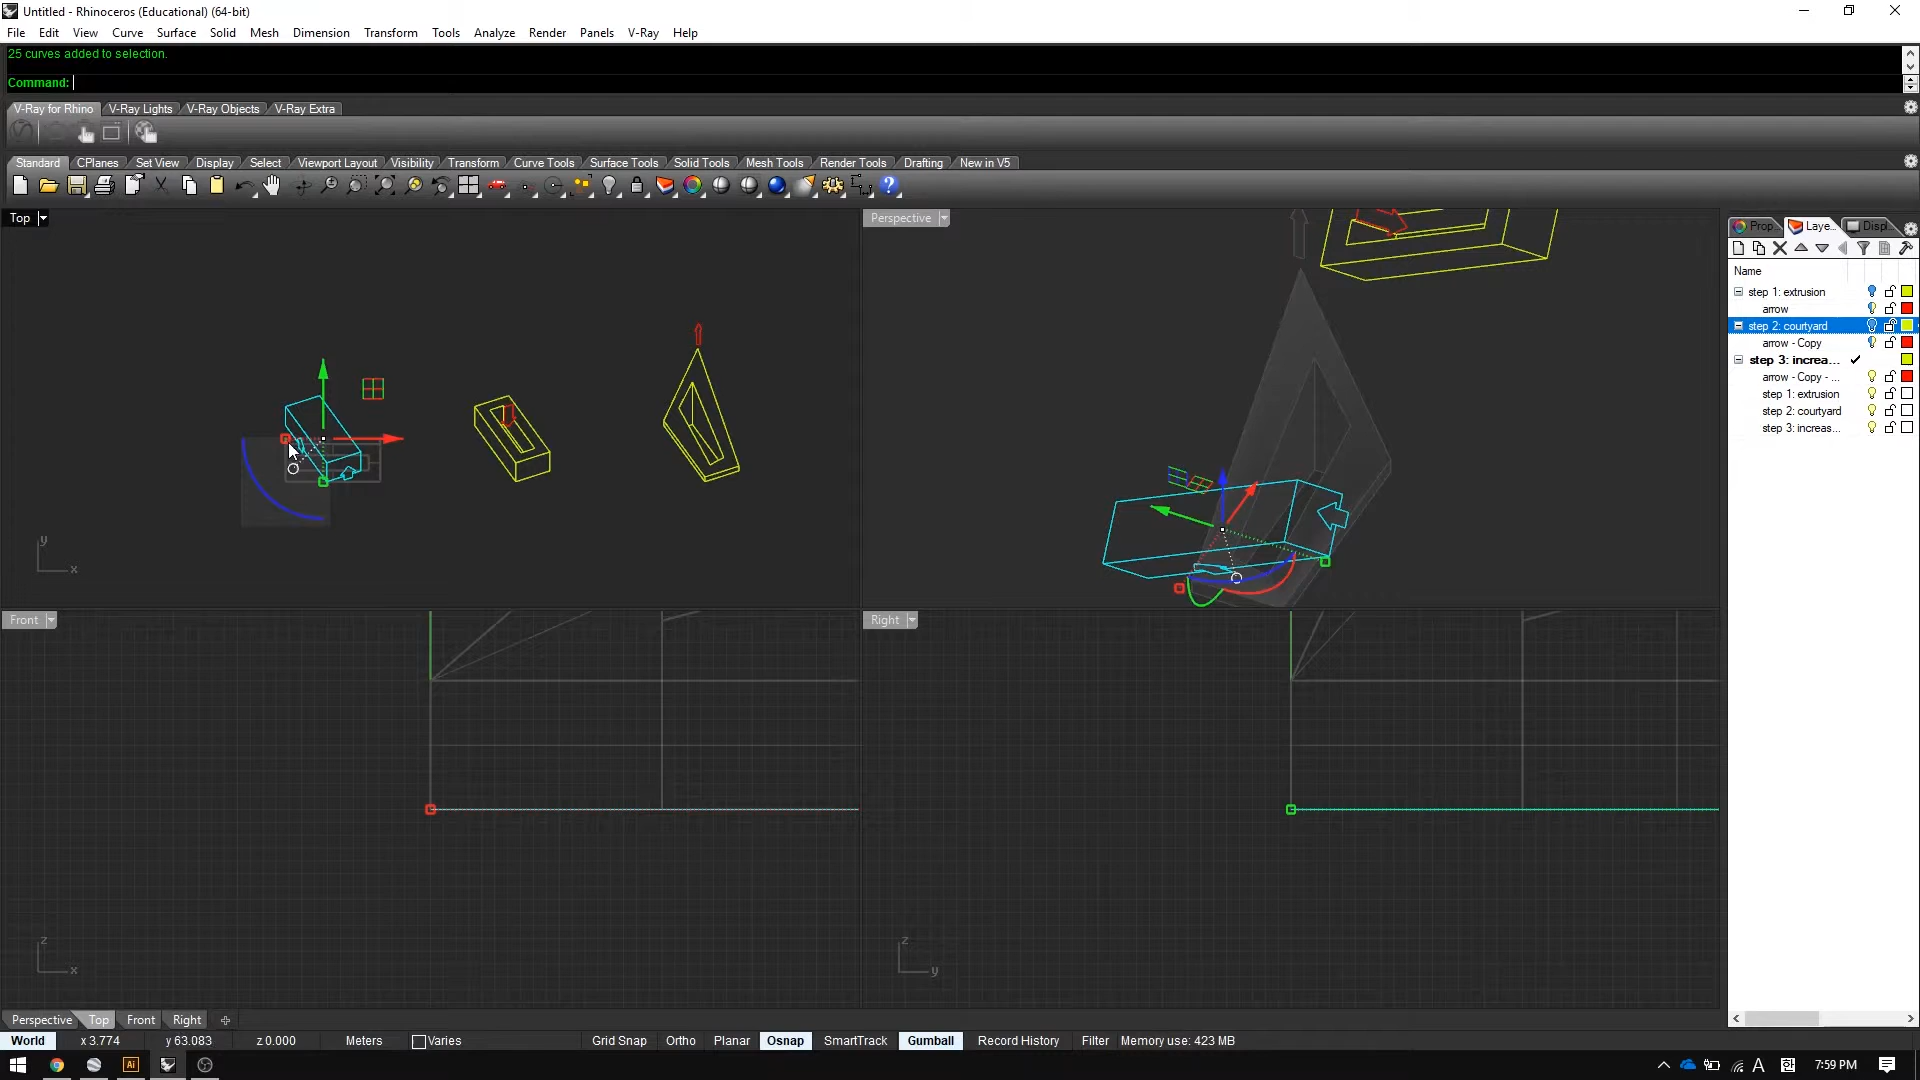 Untitled - Rhinoceros (Educational) (64-bit)
File Edit View Curve Surface Solid Mesh Dimension Transform Tools Analyze Render Panels V-Ray Help
25 curves added to selection.
Command:
V-Ray for Rhino V-Ray Lights V-Ray Objects V-Ray Extra
Standard CPlanes Set View Display Select Viewport Layout Visibility Transform Curve Tools Surface Tools Solid Tools Mesh Tools Render Tools Drafting New in V5
Top
Perspective
Prop... Laye... Displ...
Name
step 1: extrusion
arrow
step 2: courtyard
arrow - Copy
step 3: increa...
arrow - Copy - ...
step 1: extrusion
step 2: courtyard
step 3: increas...
y
x
Front
Right
z
x
z
y
Perspective Top Front Right
World x 3.774 y 63.083 z 0.000 Meters Varies Grid Snap Ortho Planar Osnap SmartTrack Gumball Record History Filter Memory use: 423 MB
Ai
A
한
7:59 PM